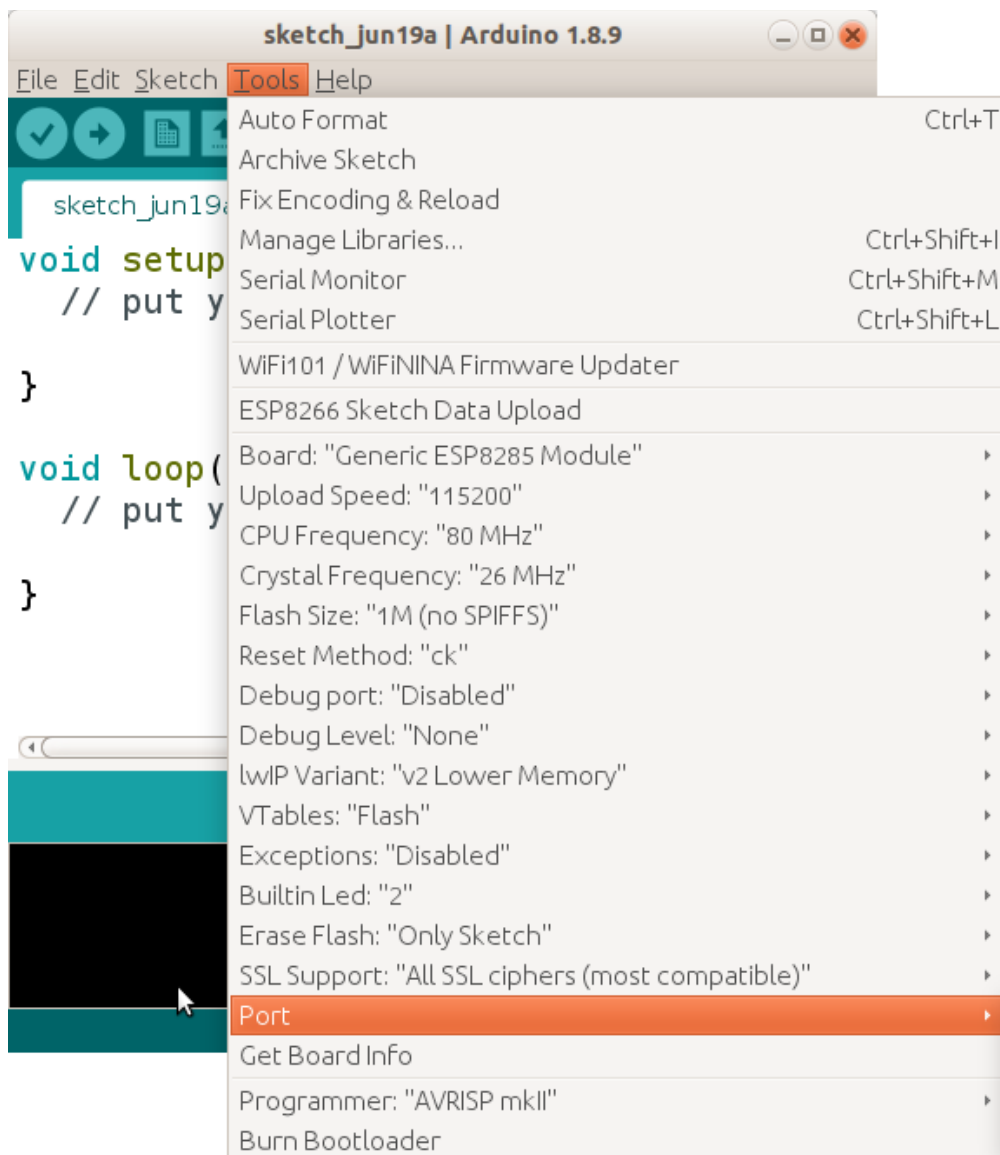 sketch_jun19a | Arduino 1.8.9
File Edit Sketch Tools Help
Auto Format Ctrl+T
Archive Sketch
sketch_jun19a
Fix Encoding & Reload
Manage Libraries... Ctrl+Shift+I
void setup
Serial Monitor Ctrl+Shift+M
// put y
Serial Plotter Ctrl+Shift+L
WiFi101 / WiFiNINA Firmware Updater
}
ESP8266 Sketch Data Upload
Board: "Generic ESP8285 Module"
void loop(
Upload Speed: "115200"
// put y
CPU Frequency: "80 MHz"
Crystal Frequency: "26 MHz"
}
Flash Size: "1M (no SPIFFS)"
Reset Method: "ck"
Debug port: "Disabled"
Debug Level: "None"
lwIP Variant: "v2 Lower Memory"
VTables: "Flash"
Exceptions: "Disabled"
Builtin Led: "2"
Erase Flash: "Only Sketch"
SSL Support: "All SSL ciphers (most compatible)"
Port
Get Board Info
Programmer: "AVRISP mkII"
Burn Bootloader